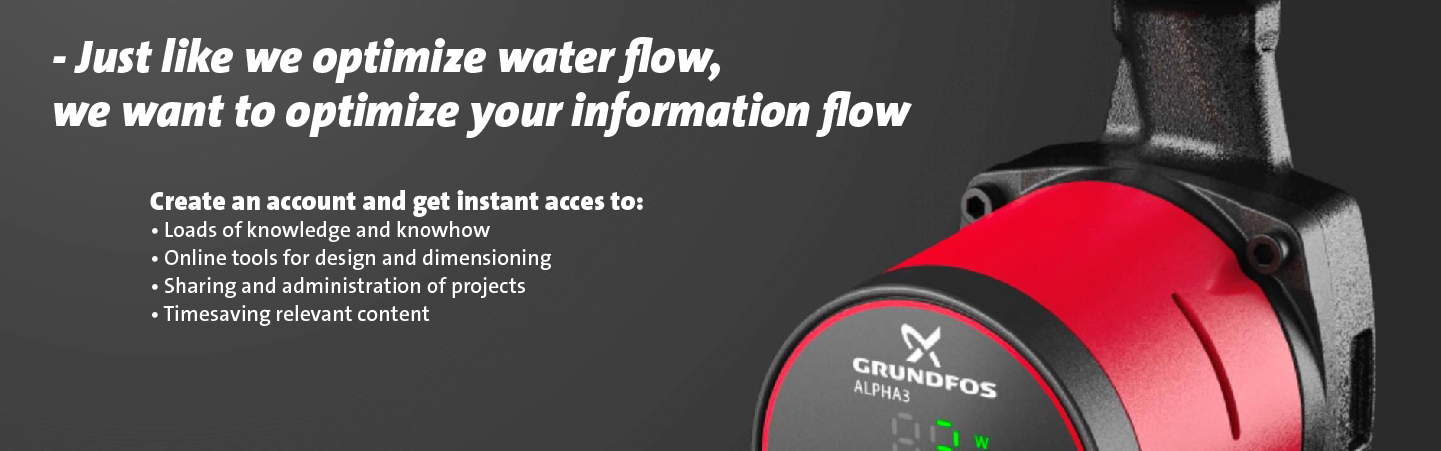 - Just like we optimize water flow,
we want to optimize your information flow
Create an account and get instant acces to:
• Loads of knowledge and knowhow
• Online tools for design and dimensioning
• Sharing and administration of projects
• Timesaving relevant content
GRUNDFOS
ALPHA3
W